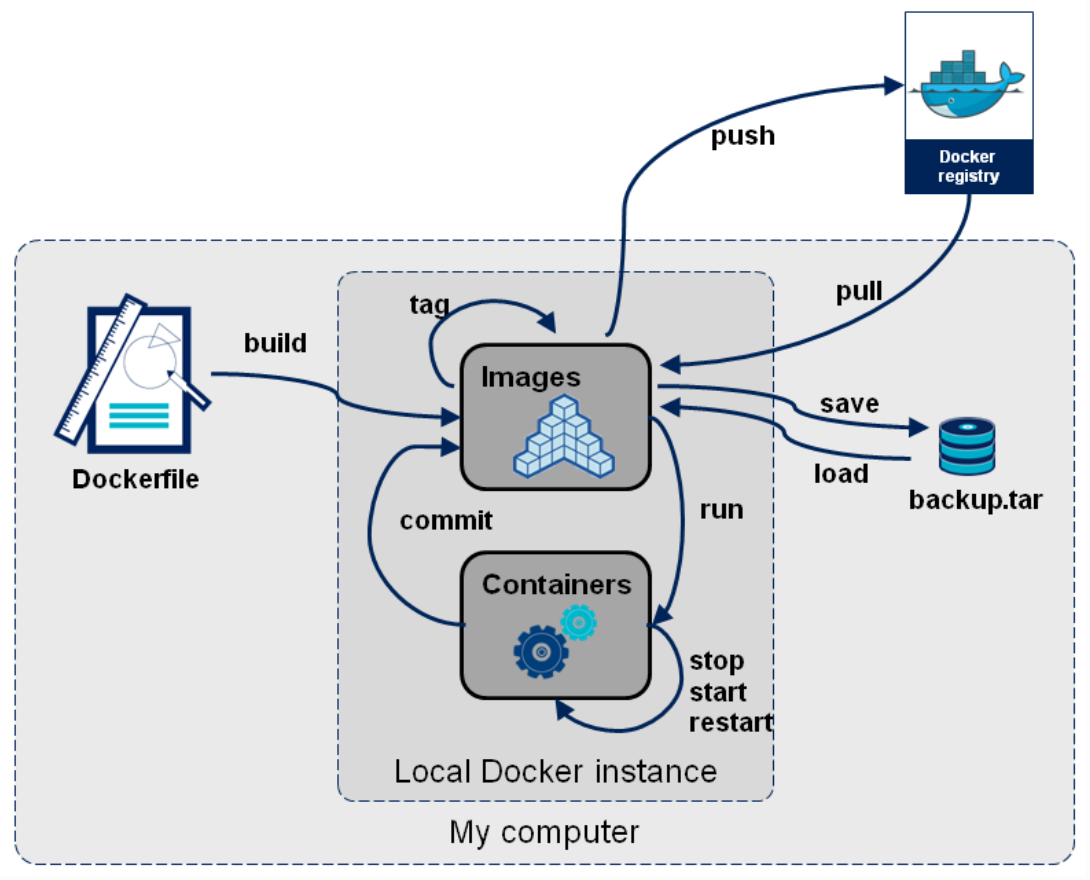 push
Docker
registry
tag
pull
build
Images
save
Dockerfile
load
backup.tar
commit
run
Containers
stop
start
restart
Local Docker instance
My computer